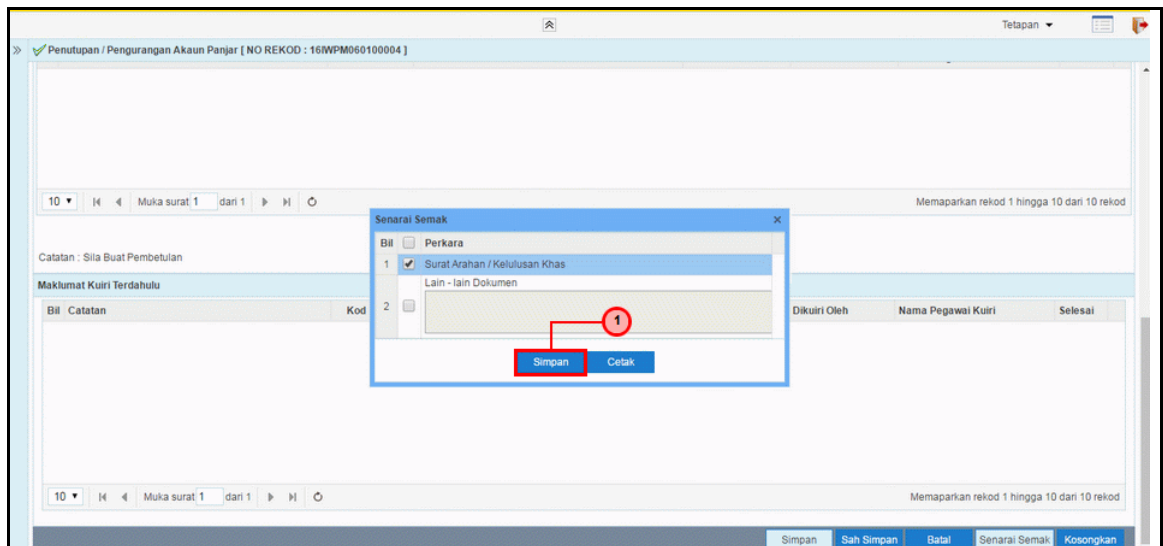 Tetapan
Penutupan / Pengurangan Akaun Panjar [ NO REKOD : 16IWPM060100004 ]
10 Muka surat 1 dari 1 Memaparkan rekod 1 hingga 10 dari 10 rekod
Catatan : Sila Buat Pembetulan
Maklumat Kuiri Terdahulu
Bil Catatan Kod Dikuiri Oleh Nama Pegawai Kuiri Selesai
Senarai Semak ×
Bil Perkara
1 Surat Arahan / Kelulusan Khas
2 Lain - lain Dokumen
1
Simpan Cetak
10 Muka surat 1 dari 1 Memaparkan rekod 1 hingga 10 dari 10 rekod
Simpan Sah Simpan Batal Senarai Semak Kosongkan